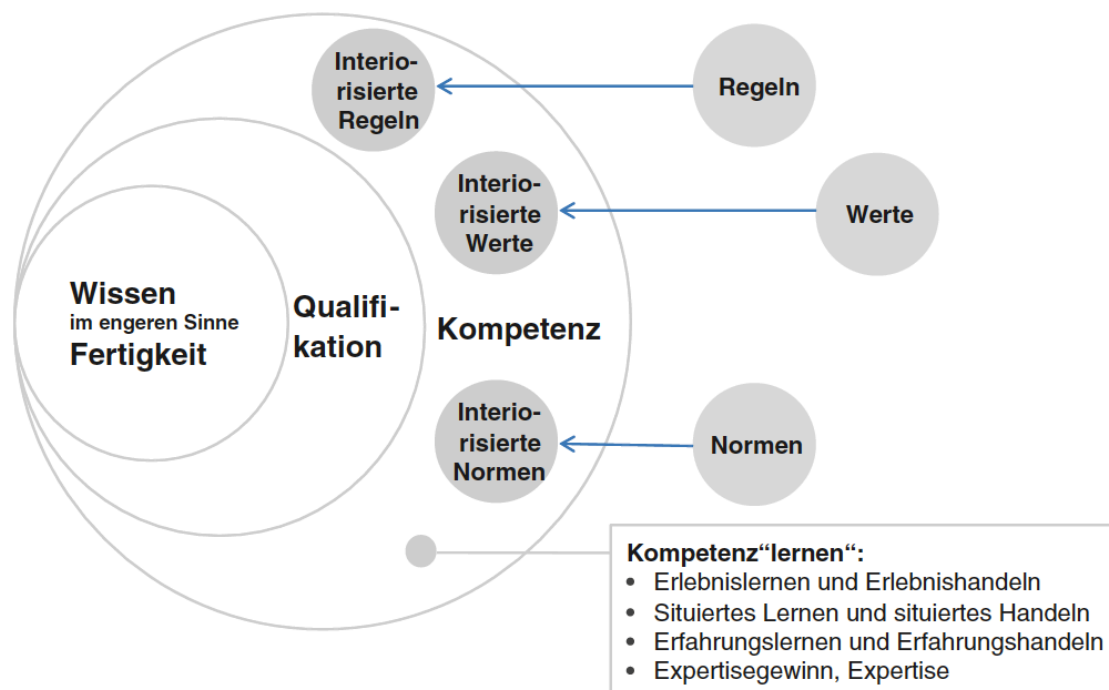 Interio-
risierte
Regeln
Regeln
Interio-
risierte
Werte
Werte
Wissen
im engeren Sinne
Fertigkeit
Qualifi-
kation
Kompetenz
Interio-
risierte
Normen
Normen
Kompetenz“lernen“:
• Erlebnislernen und Erlebnishandeln
• Situiertes Lernen und situiertes Handeln
• Erfahrungslernen und Erfahrungshandeln
• Expertisegewinn, Expertise